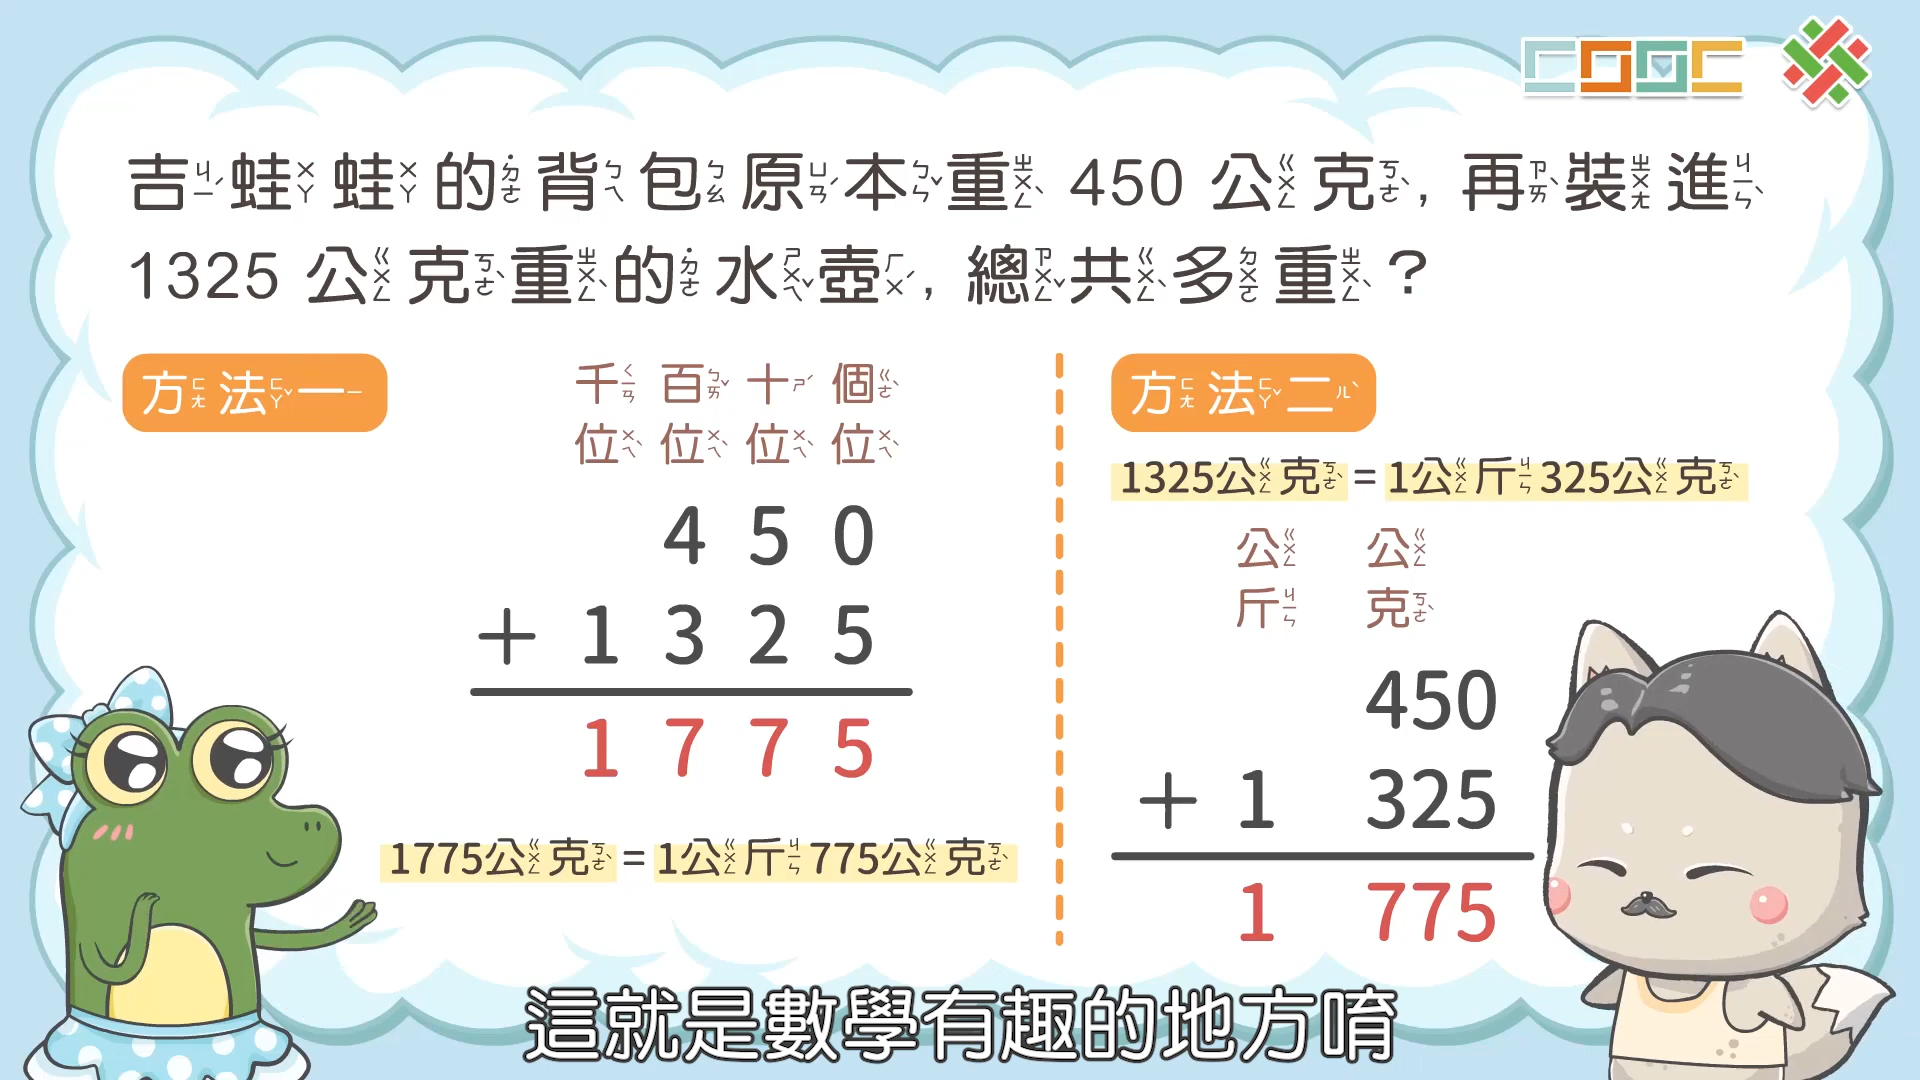 COOC
吉蛙蛙的背包原本重 450 公克，再裝進
1325 公克重的水壺，總共多重？
方法一
千 百 十 個
位 位 位 位
4 5 0
+ 1 3 2 5
1 7 7 5
1775公克 = 1公斤775公克
方法二
1325公克 = 1公斤325公克
公 公
斤 克
450
+ 1 325
1 775
這就是數學有趣的地方唷